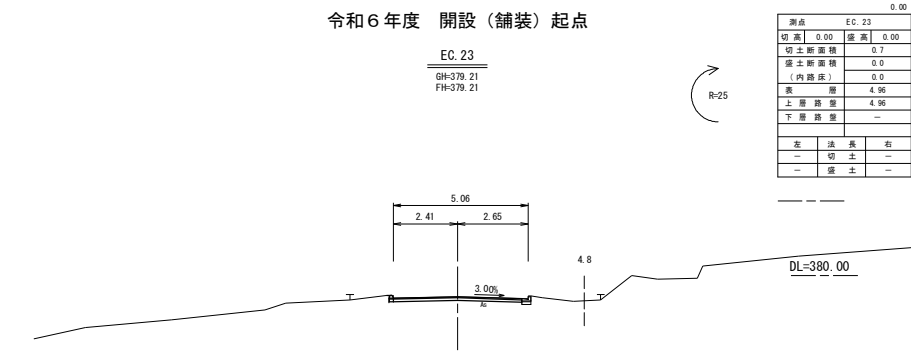 0.00
令和６年度　開設（舗装）起点
EC.23
GH=379.21
FH=379.21
R=25
測点 EC.23
切高 0.00 盛高 0.00
切土断面積 0.7
盛土断面積 0.0
（内路床） 0.0
表層 4.96
上層路盤 4.96
下層路盤 －
左 法長 右
－ 切土 －
－ 盛土 －
5.06
2.41 2.65
4.8
DL=380.00
3.00%
As